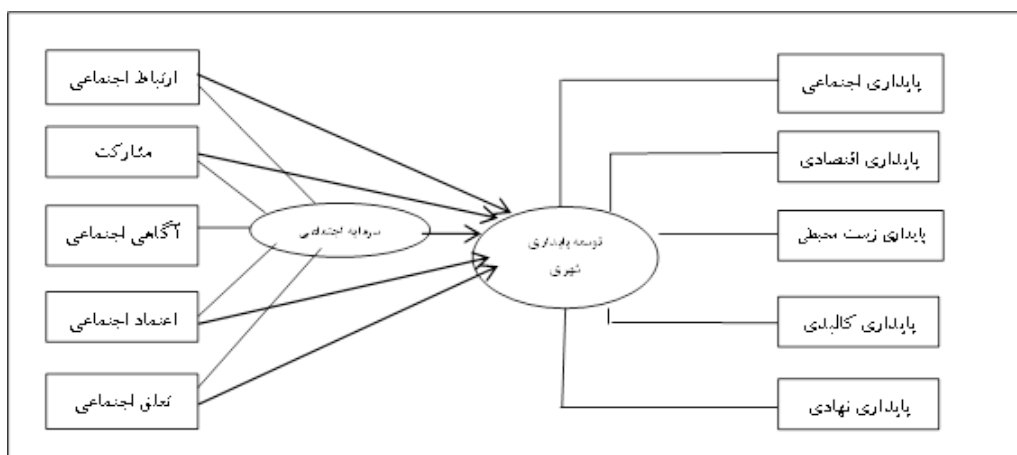 ارتباط اجتماعی
مشارکت
آگاهی اجتماعی
اعتماد اجتماعی
تعلق اجتماعی
سرمایه اجتماعی
توسعه پایداری
شهری
پایداری اجتماعی
پایداری اقتصادی
پایداری زیست محیطی
پایداری کالبدی
پایداری نهادی